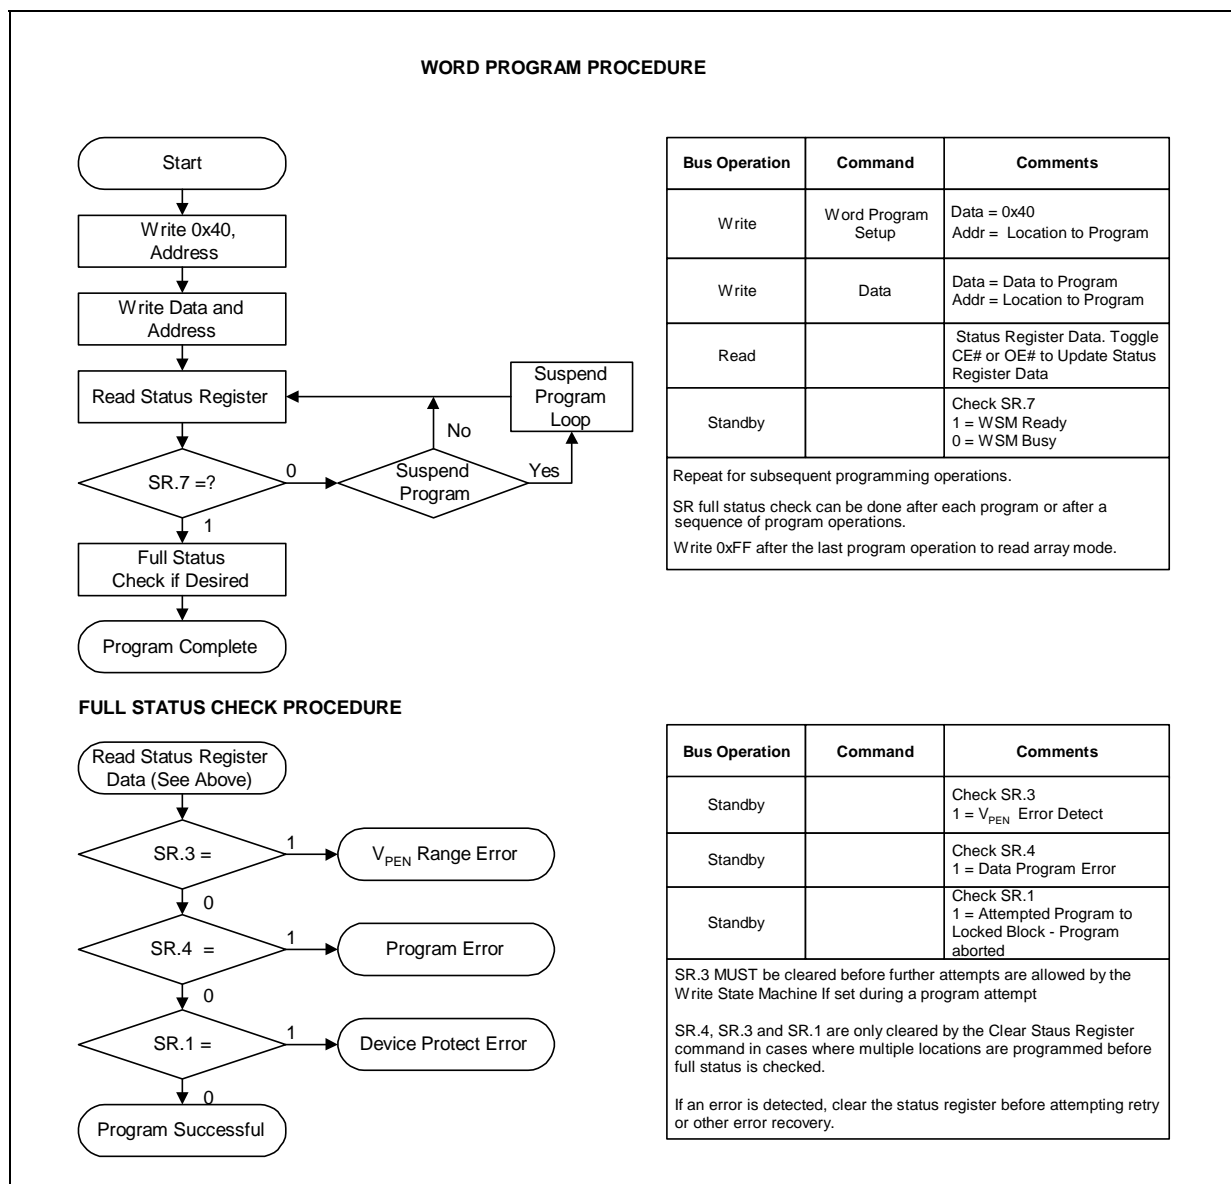 WORD PROGRAM PROCEDURE
Start
Write 0x40,
Address
Write Data and
Address
Read Status Register
Suspend
Program
Loop
No
SR.7 =?
0
Suspend
Program
Yes
1
Full Status
Check if Desired
Program Complete
Bus Operation Command Comments
Write
Word Program
Setup
Data = 0x40
Addr = Location to Program
Write
Data
Data = Data to Program
Addr = Location to Program
Read
Status Register Data. Toggle
CE# or OE# to Update Status
Register Data
Standby
Check SR.7
1 = WSM Ready
0 = WSM Busy
Repeat for subsequent programming operations.
SR full status check can be done after each program or after a
sequence of program operations.
Write 0xFF after the last program operation to read array mode.
FULL STATUS CHECK PROCEDURE
Read Status Register
Data (See Above)
SR.3 =
1
VPEN Range Error
0
SR.4 =
1
Program Error
0
SR.1 =
1
Device Protect Error
0
Program Successful
Bus Operation Command Comments
Standby
Check SR.3
1 = VPEN Error Detect
Standby
Check SR.4
1 = Data Program Error
Standby
Check SR.1
1 = Attempted Program to
Locked Block - Program
aborted
SR.3 MUST be cleared before further attempts are allowed by the
Write State Machine If set during a program attempt
SR.4, SR.3 and SR.1 are only cleared by the Clear Staus Register
command in cases where multiple locations are programmed before
full status is checked.
If an error is detected, clear the status register before attempting retry
or other error recovery.